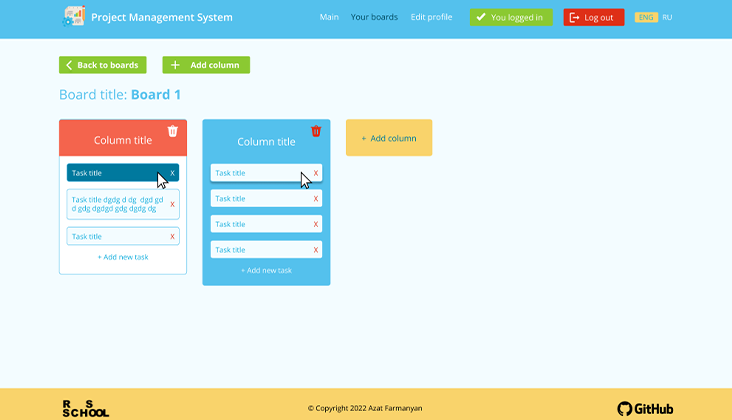 Project Management System
Main
Your boards
Edit profile
You logged in
Log out
ENG
RU
Back to boards
+ Add column
Board title: Board 1
Column title
Task title
X
Task title dgdg d dg dgd gd
d gdg dgdgd gdg dgdg dg
X
Task title
X
+ Add new task
Column title
Task title
X
Task title
X
Task title
X
Task title
X
+ Add new task
+ Add column
R S
SCHOOL
© Copyright 2022 Azat Farmanyan
GitHub